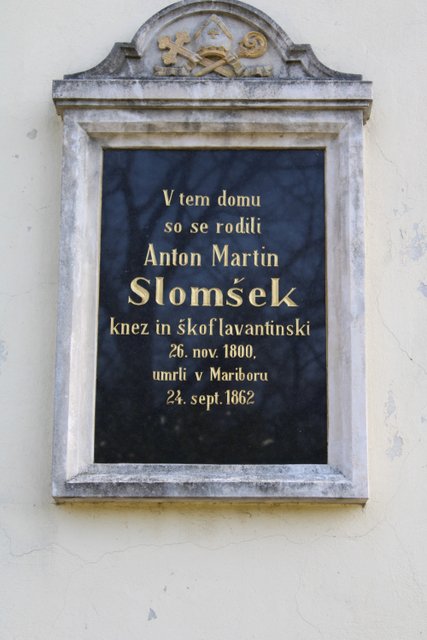 V tem domu
so se rodili
Anton Martin
Slomšek
knez in škof lavantinski
26. nov. 1800.
umrli v Mariboru
24. sept. 1862